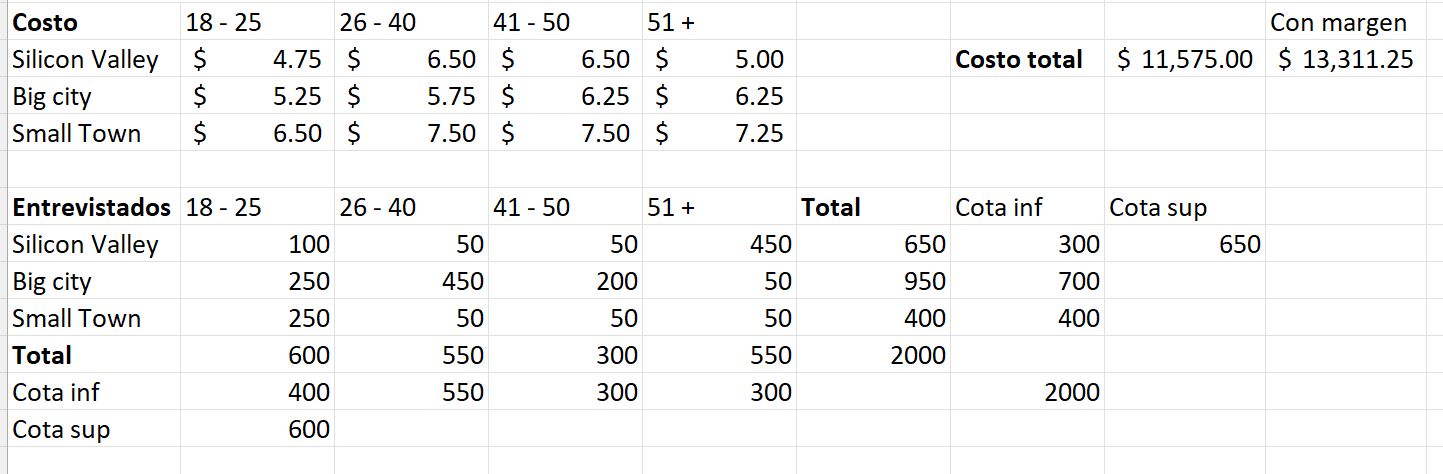 Costo 18 - 25 26 - 40 41 - 50 51 + Con margen
Silicon Valley $ 4.75 $ 6.50 $ 6.50 $ 5.00 Costo total $ 11,575.00 $ 13,311.25
Big city $ 5.25 $ 5.75 $ 6.25 $ 6.25
Small Town $ 6.50 $ 7.50 $ 7.50 $ 7.25
Entrevistados 18 - 25 26 - 40 41 - 50 51 + Total Cota inf Cota sup
Silicon Valley 100 50 50 450 650 300 650
Big city 250 450 200 50 950 700
Small Town 250 50 50 50 400 400
Total 600 550 300 550 2000
Cota inf 400 550 300 300 2000
Cota sup 600